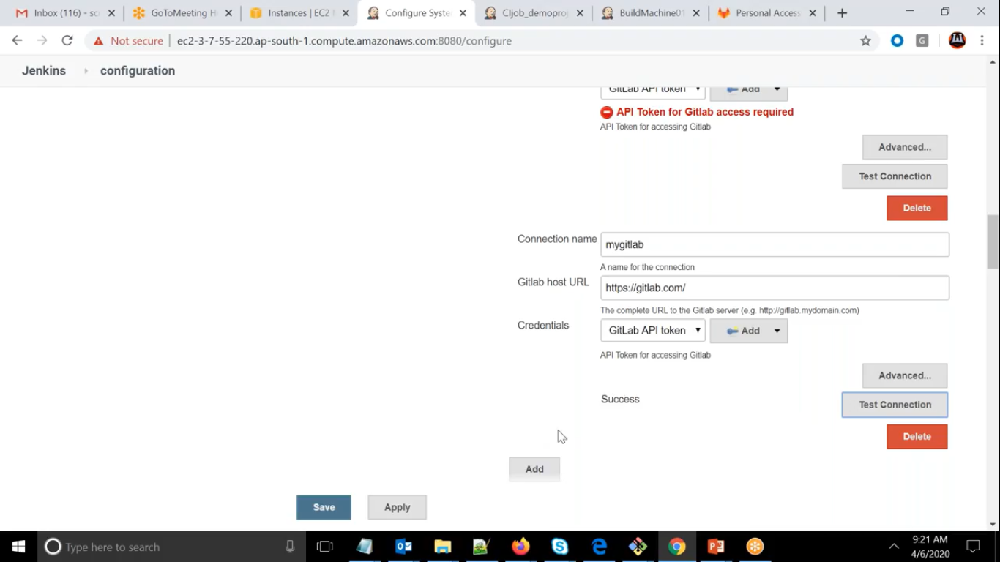 Inbox (116) - scr
GoToMeeting H
Instances | EC2 M
Configure Syste
CIjob_demoproj
BuildMachine01
Personal Access
Not secure | ec2-3-7-55-220.ap-south-1.compute.amazonaws.com:8080/configure
G
Jenkins configuration
GitLab API token Add
API Token for Gitlab access required
API Token for accessing Gitlab
Advanced...
Test Connection
Delete
Connection name mygitlab
A name for the connection
Gitlab host URL https://gitlab.com/
The complete URL to the Gitlab server (e.g. http://gitlab.mydomain.com)
Credentials GitLab API token Add
API Token for accessing Gitlab
Advanced...
Success Test Connection
Delete
Add
Save Apply
Type here to search
9:21 AM
4/6/2020